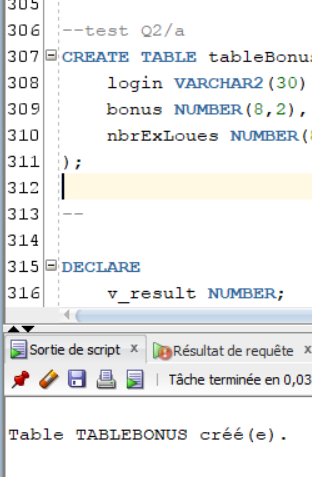 305
306 --test Q2/a
307 CREATE TABLE tableBonus
308 login VARCHAR2(30)
309 bonus NUMBER(8,2),
310 nbrExLoues NUMBER(
311 );
312
313 --
314
315 DECLARE
316 v_result NUMBER;
Sortie de script x Résultat de requête x
Tâche terminée en 0,03
Table TABLEBONUS créé(e).